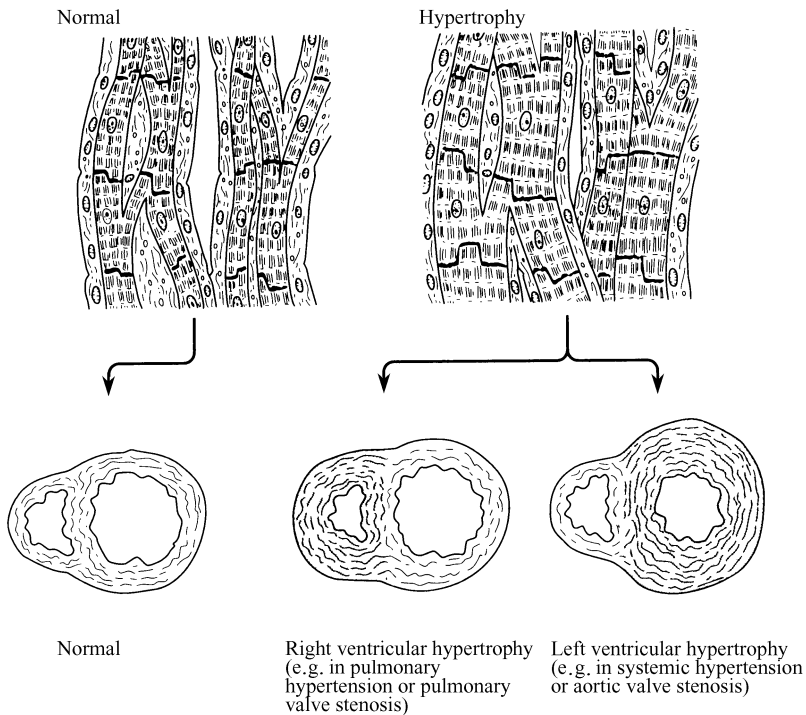 Normal
Hypertrophy
Normal
Right ventricular hypertrophy
(e.g. in pulmonary
hypertension or pulmonary
valve stenosis)
Left ventricular hypertrophy
(e.g. in systemic hypertension
or aortic valve stenosis)